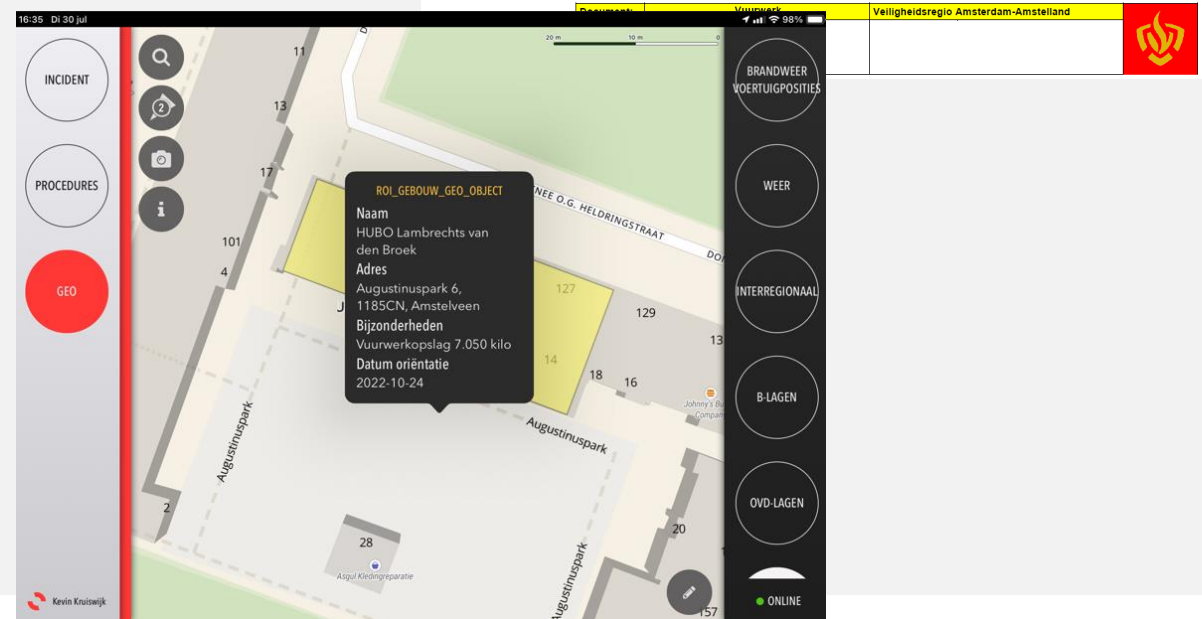 Document:
Vuurwerk
Veiligheidsregio Amsterdam-Amstelland
16:35 Di 30 jul
98%
INCIDENT
PROCEDURES
GEO
Kevin Kruiswijk
2
i
20 m 10 m 0
11
13
17
101
4
2
ROI_GEBOUW_GEO_OBJECT
Naam
HUBO Lambrechts van
den Broek
Adres
Augustinuspark 6,
1185CN, Amstelveen
Bijzonderheden
Vuurwerkopslag 7.050 kilo
Datum oriëntatie
2022-10-24
NEE O.G. HELDRINGSTRAAT
127
129
14
18
16
Augustinuspark
Augustinuspark
28
Asgul Kledingreparatie
20
Augustinuspark
157
BRANDWEER
VOERTUIGPOSITIES
WEER
INTERREGIONAAL
B-LAGEN
OVD-LAGEN
ONLINE